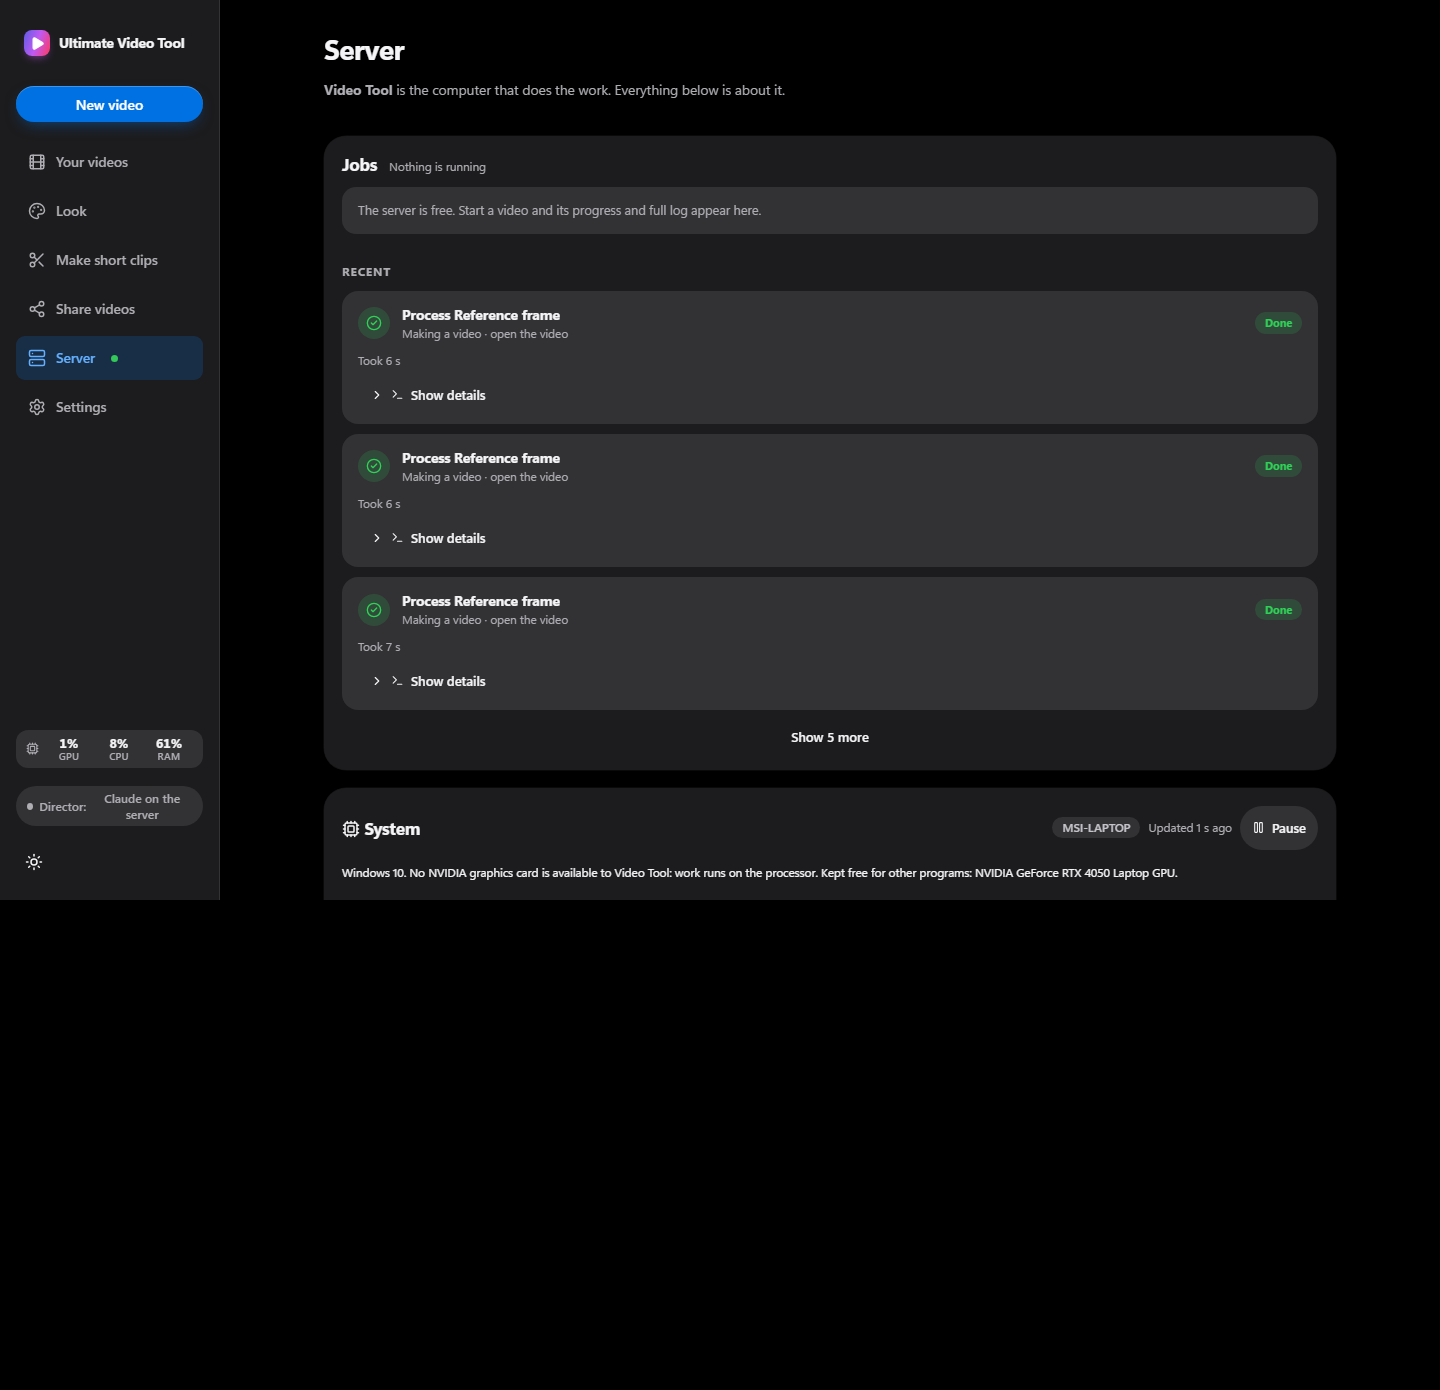 Ultimate Video Tool
New video
Your videos
Look
Make short clips
Share videos
Server
Settings
1% 8% 61%
GPU CPU RAM
Director: Claude on the
server
Server
Video Tool is the computer that does the work. Everything below is about it.
Jobs Nothing is running
The server is free. Start a video and its progress and full log appear here.
RECENT
Process Reference frame
Making a video · open the video
Done
Took 6 s
Show details
Process Reference frame
Making a video · open the video
Done
Took 6 s
Show details
Process Reference frame
Making a video · open the video
Done
Took 7 s
Show details
Show 5 more
System
MSI-LAPTOP Updated 1 s ago Pause
Windows 10. No NVIDIA graphics card is available to Video Tool: work runs on the processor. Kept free for other programs: NVIDIA GeForce RTX 4050 Laptop GPU.